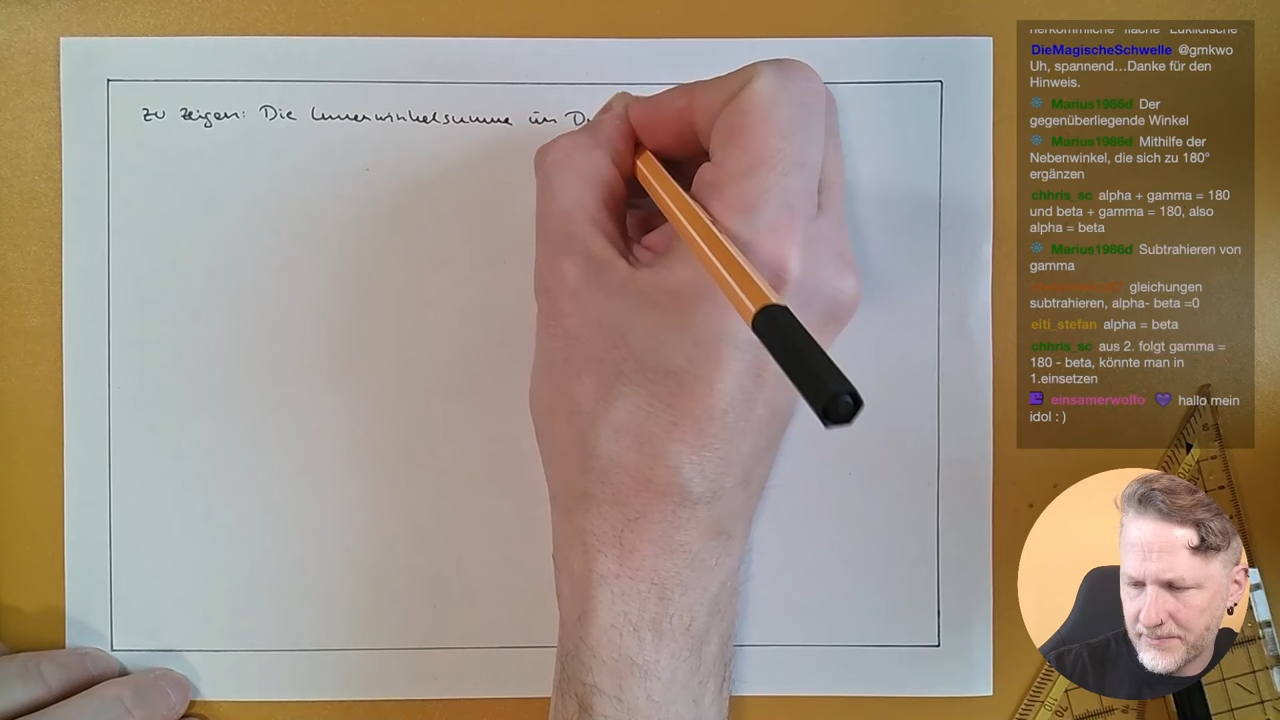 zu zeigen: Die Innenwinkelsumme im D
herkömmliche flache Euklidische
DieMagischeSchwelle @gmkwo
Uh, spannend...Danke für den
Hinweis.
Marius1986d Der
gegenüberliegende Winkel
Marius1986d Mithilfe der
Nebenwinkel, die sich zu 180°
ergänzen
chhris_sc alpha + gamma = 180
und beta + gamma = 180, also
alpha = beta
Marius1986d Subtrahieren von
gamma
gleichungen
subtrahieren, alpha- beta =0
eiti_stefan alpha = beta
chhris_sc aus 2. folgt gamma =
180 - beta, könnte man in
1.einsetzen
einsamerwolfo 💜 hallo mein
idol : )